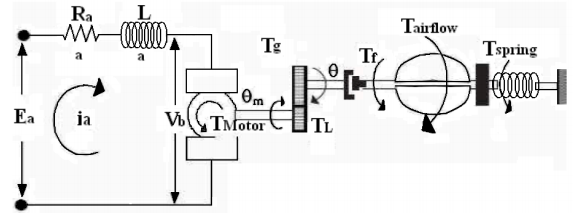 Ra
L
a
a
Ea
ia
Vb
TMotor
θm
Tg
TL
θ
Tf
Tairflow
Tspring